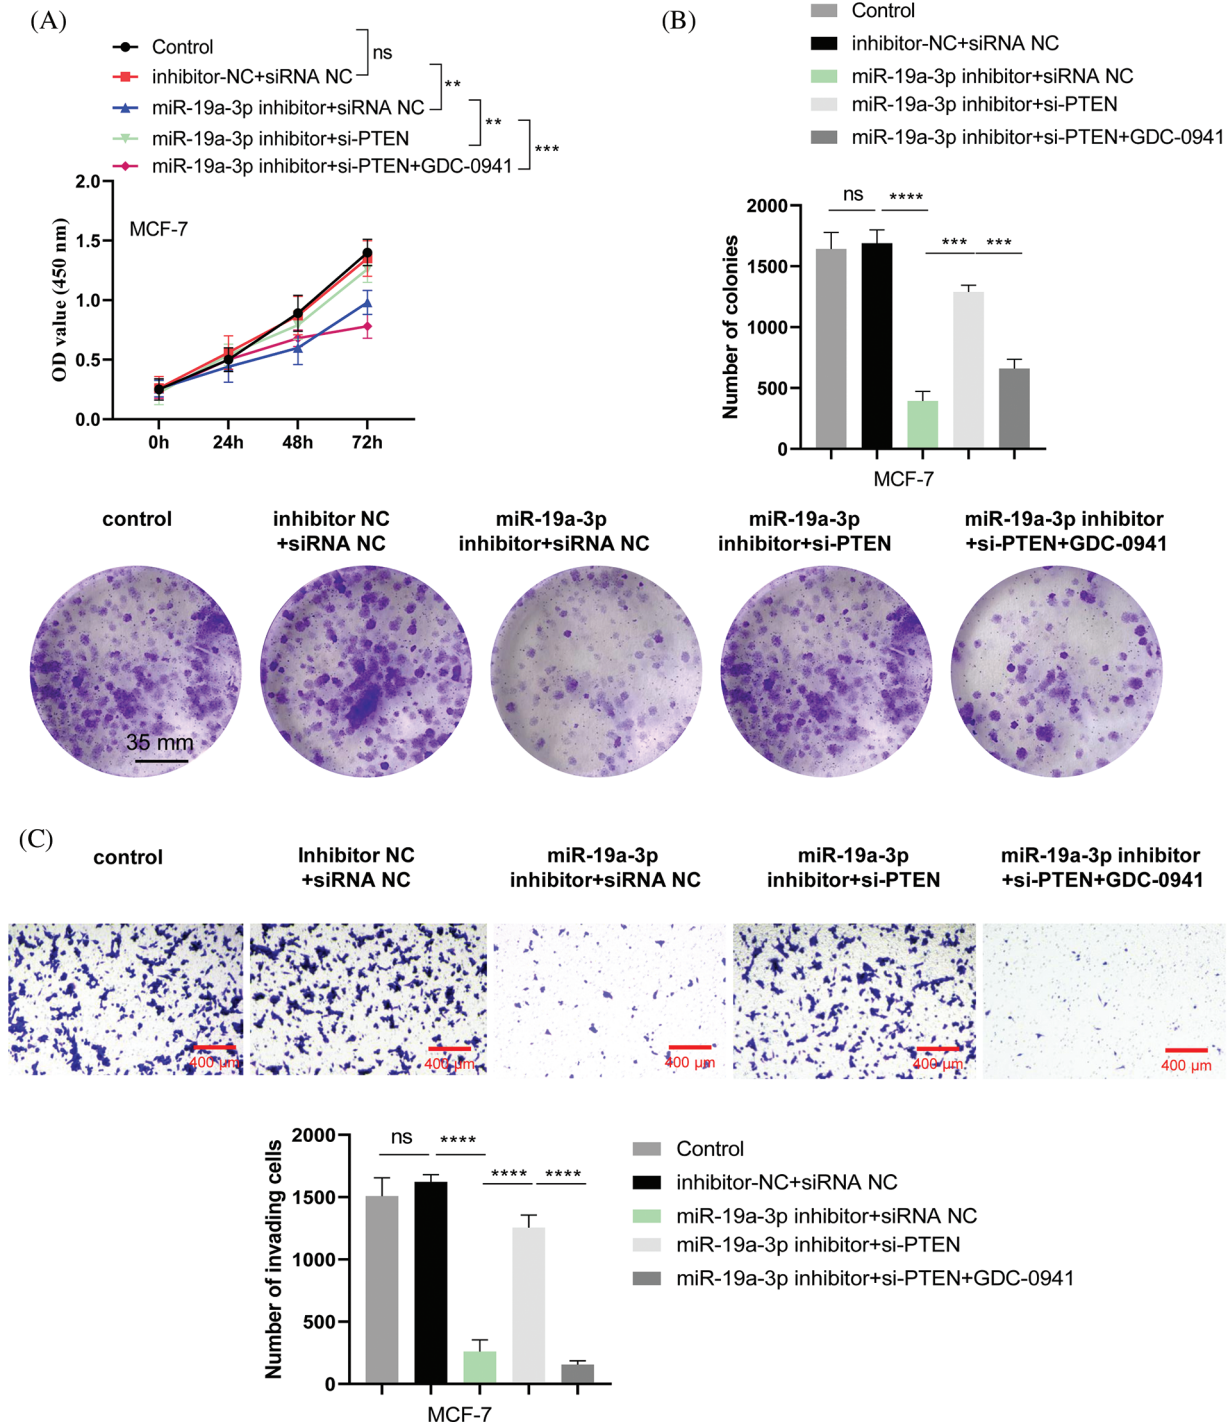 (A)
Control
inhibitor-NC+siRNA NC
miR-19a-3p inhibitor+siRNA NC
miR-19a-3p inhibitor+si-PTEN
miR-19a-3p inhibitor+si-PTEN+GDC-0941
ns
**
**
***
2.0
1.5
1.0
0.5
0.0
OD value (450 nm)
MCF-7
0h 24h 48h 72h
(B)
Control
inhibitor-NC+siRNA NC
miR-19a-3p inhibitor+siRNA NC
miR-19a-3p inhibitor+si-PTEN
miR-19a-3p inhibitor+si-PTEN+GDC-0941
2000
1500
1000
500
0
Number of colonies
ns **** *** ***
MCF-7
control
inhibitor NC
+siRNA NC
miR-19a-3p
inhibitor+siRNA NC
miR-19a-3p
inhibitor+si-PTEN
miR-19a-3p inhibitor
+si-PTEN+GDC-0941
35 mm
(C)
control
Inhibitor NC
+siRNA NC
miR-19a-3p
inhibitor+siRNA NC
miR-19a-3p
inhibitor+si-PTEN
miR-19a-3p inhibitor
+si-PTEN+GDC-0941
400 µm
400 µm
400 µm
400 µm
400 µm
2000
1500
1000
500
0
Number of invading cells
ns **** **** ****
MCF-7
Control
inhibitor-NC+siRNA NC
miR-19a-3p inhibitor+siRNA NC
miR-19a-3p inhibitor+si-PTEN
miR-19a-3p inhibitor+si-PTEN+GDC-0941